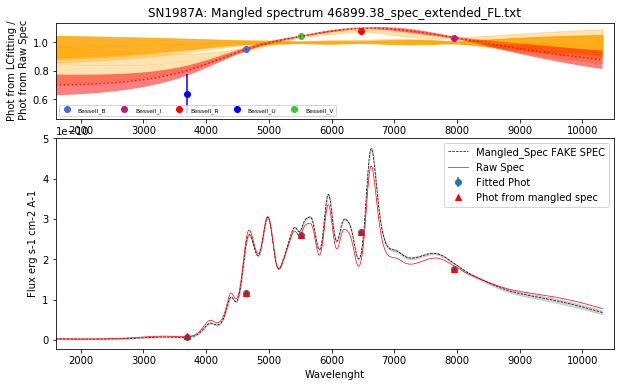 SN1987A: Mangled spectrum 46899.38_spec_extended_FL.txt
Phot from LCfitting /
Phot from Raw Spec
1.0
0.8
0.6
Bessell_B Bessell_I Bessell_R Bessell_U Bessell_V
2000 3000 4000 5000 6000 7000 8000 9000 10000
1e−10
Flux erg s-1 cm-2 A-1
5
4
3
2
1
0
Mangled_Spec FAKE SPEC
Raw Spec
Fitted Phot
Phot from mangled spec
2000 3000 4000 5000 6000 7000 8000 9000 10000
Wavelenght